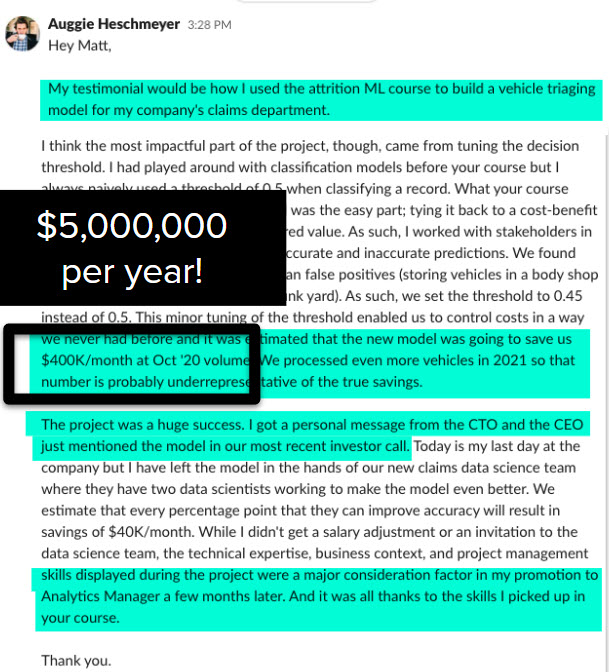 Auggie Heschmeyer 3:28 PM
Hey Matt,
My testimonial would be how I used the attrition ML course to build a vehicle triaging
model for my company's claims department.
I think the most impactful part of the project, though, came from tuning the decision
threshold. I had played around with classification models before your course but I
always naively used a threshold of 0.5 when classifying a record. What your course
was the easy part; tying it back to a cost-benefit
$5,000,000
per year!
red value. As such, I worked with stakeholders in
ccurate and inaccurate predictions. We found
an false positives (storing vehicles in a body shop
nk yard). As such, we set the threshold to 0.45
instead of 0.5. This minor tuning of the threshold enabled us to control costs in a way
we never had before and it was estimated that the new model was going to save us
$400K/month at Oct '20 volume. We processed even more vehicles in 2021 so that
number is probably underrepresentative of the true savings.
The project was a huge success. I got a personal message from the CTO and the CEO
just mentioned the model in our most recent investor call. Today is my last day at the
company but I have left the model in the hands of our new claims data science team
where they have two data scientists working to make the model even better. We
estimate that every percentage point that they can improve accuracy will result in
savings of $40K/month. While I didn't get a salary adjustment or an invitation to the
data science team, the technical expertise, business context, and project management
skills displayed during the project were a major consideration factor in my promotion to
Analytics Manager a few months later. And it was all thanks to the skills I picked up in
your course.
Thank you.